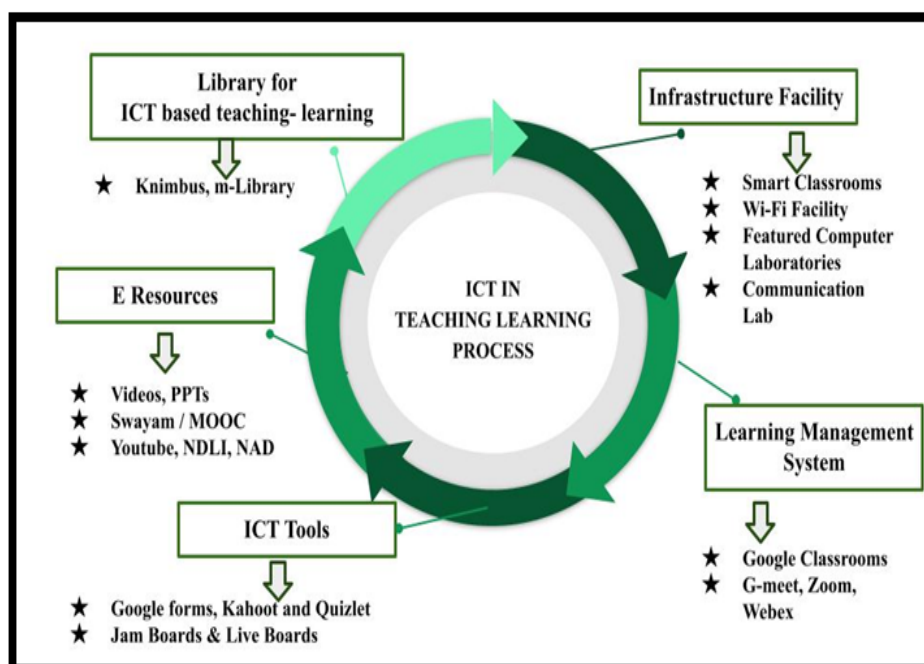 Library for
ICT based teaching- learning
Knimbus, m-Library
Infrastructure Facility
Smart Classrooms
Wi-Fi Facility
Featured Computer
Laboratories
Communication
Lab
ICT IN
TEACHING LEARNING
PROCESS
E Resources
Videos, PPTs
Swayam / MOOC
Youtube, NDLI, NAD
Learning Management
System
Google Classrooms
G-meet, Zoom,
Webex
ICT Tools
Google forms, Kahoot and Quizlet
Jam Boards & Live Boards